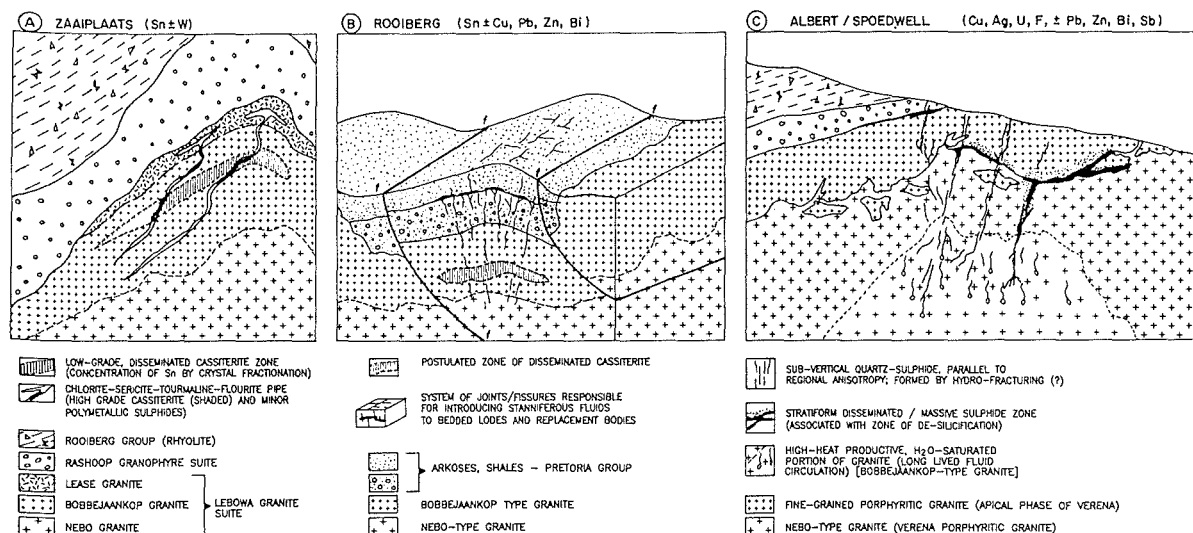 A ZAAIPLAATS (Sn±W)
LOW-GRADE, DISSEMINATED CASSITERITE ZONE
(CONCENTRATION OF Sn BY CRYSTAL FRACTIONATION)
CHLORITE-SERICITE-TOURMALINE-FLOURITE PIPE
(HIGH GRADE CASSITERITE (SHADED) AND MINOR
POLYMETALLIC SULPHIDES)
ROOIBERG GROUP (RHYOLITE)
RASHOOP GRANOPHYRE SUITE
LEASE GRANITE
BOBBEJAANKOP GRANITE
NEBO GRANITE
LEBOWA GRANITE
SUITE
B ROOIBERG (Sn±Cu, Pb, Zn, Bi)
f
f
f
f
POSTULATED ZONE OF DISSEMINATED CASSITERITE
SYSTEM OF JOINTS/FISSURES RESPONSIBLE
FOR INTRODUCING STANNIFEROUS FLUIDS
TO BEDDED LODES AND REPLACEMENT BODIES
ARKOSES, SHALES – PRETORIA GROUP
BOBBEJAANKOP TYPE GRANITE
NEBO-TYPE GRANITE
C ALBERT / SPOEDWELL (Cu, Ag, U, F, ± Pb, Zn, Bi, Sb)
SUB-VERTICAL QUARTZ-SULPHIDE, PARALLEL TO
REGIONAL ANISOTROPY; FORMED BY HYDRO-FRACTURING (?)
STRATIFORM DISSEMINATED / MASSIVE SULPHIDE ZONE
(ASSOCIATED WITH ZONE OF DE-SILICIFICATION)
HIGH-HEAT PRODUCTIVE, H₂O-SATURATED
PORTION OF GRANITE (LONG LIVED FLUID
CIRCULATION) [BOBBEJAANKOP-TYPE GRANITE]
FINE-GRAINED PORPHYRITIC GRANITE (APICAL PHASE OF VERENA)
NEBO-TYPE GRANITE (VERENA PORPHYRITIC GRANITE)